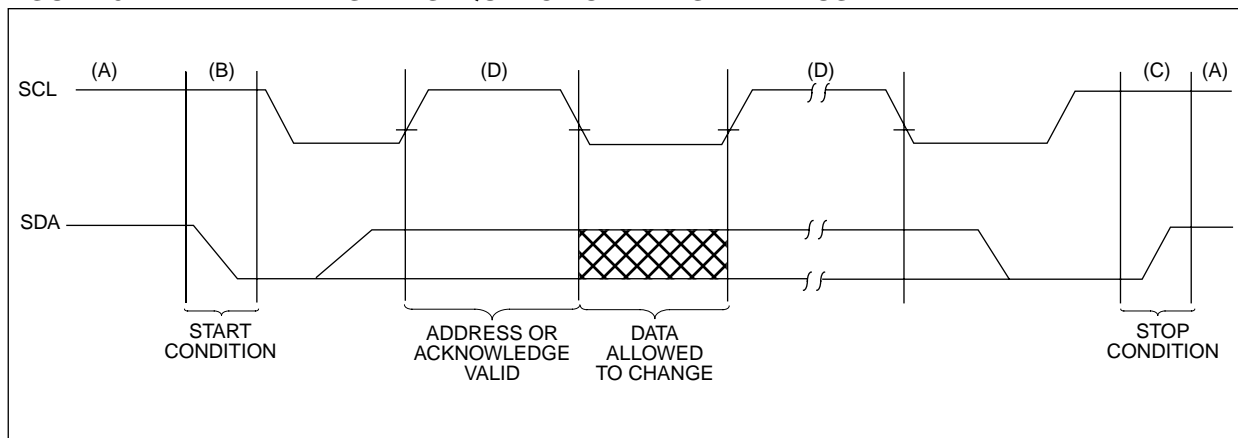 (A)
(B)
(D)
(D)
(C)
(A)
SCL
SDA
START
CONDITION
ADDRESS OR
ACKNOWLEDGE
VALID
DATA
ALLOWED
TO CHANGE
STOP
CONDITION